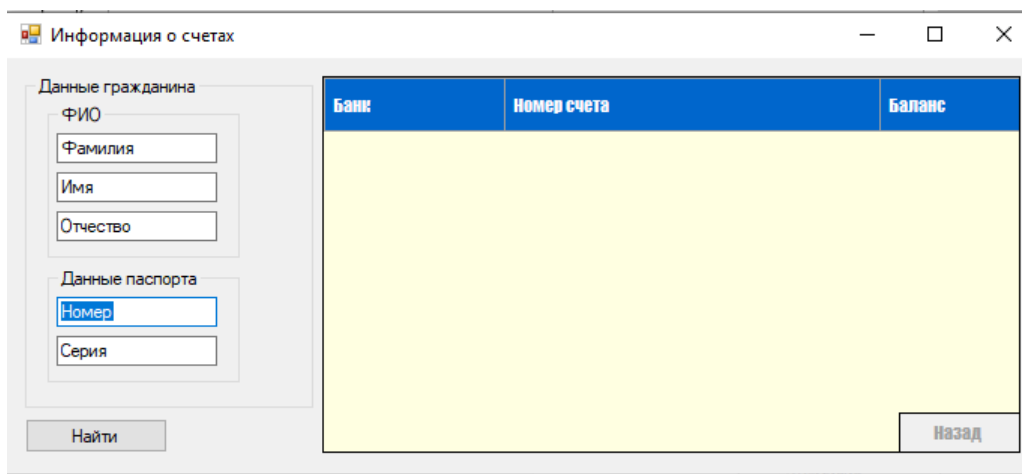 Информация о счетах
Данные гражданина
ФИО
Фамилия
Имя
Отчество
Данные паспорта
Номер
Серия
Найти
Банк Номер счета Баланс
Назад